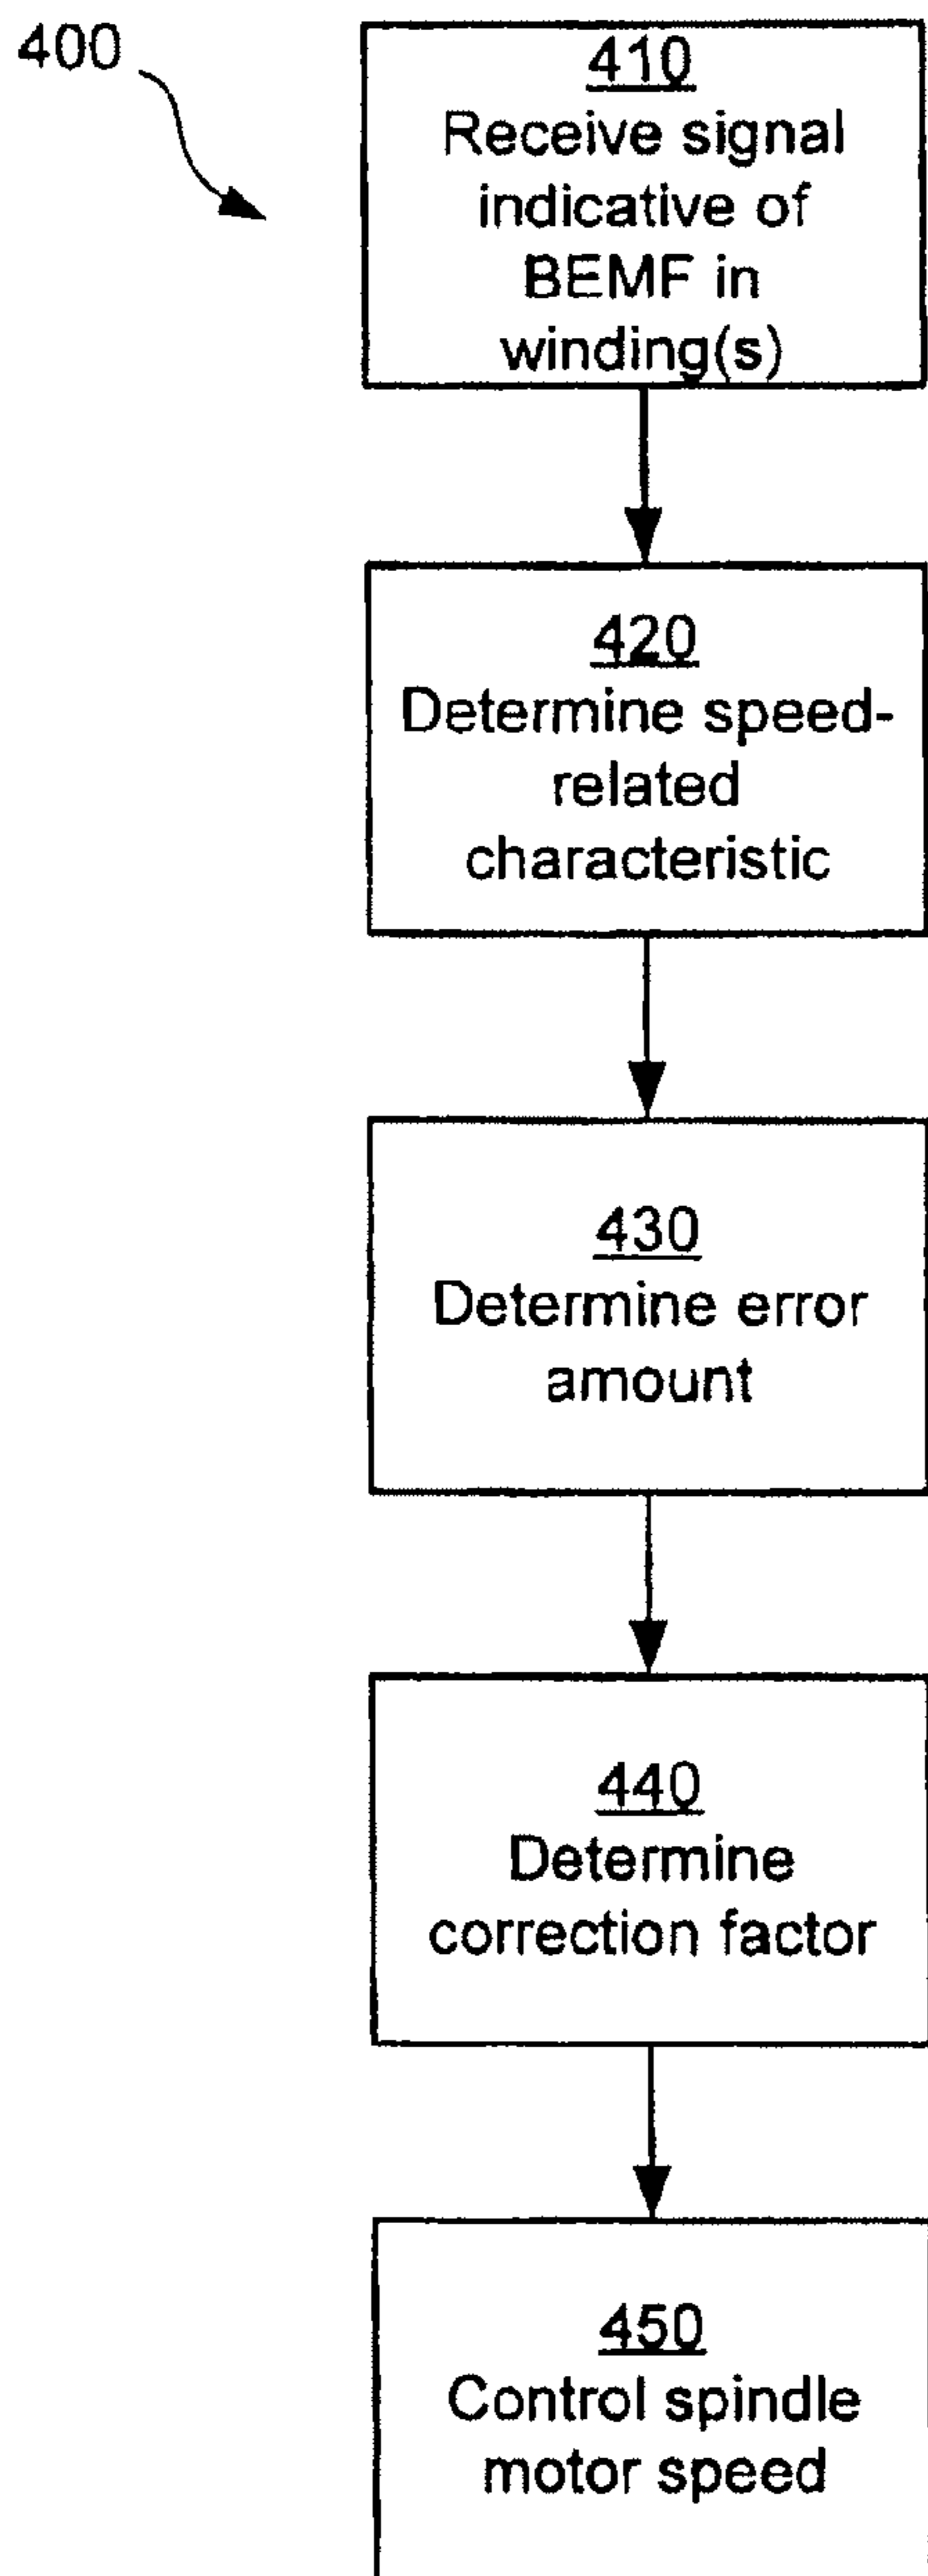 400
410
Receive signal
indicative of
BEMF in
winding(s)
420
Determine speed-
related
characteristic
430
Determine error
amount
440
Determine
correction factor
450
Control spindle
motor speed